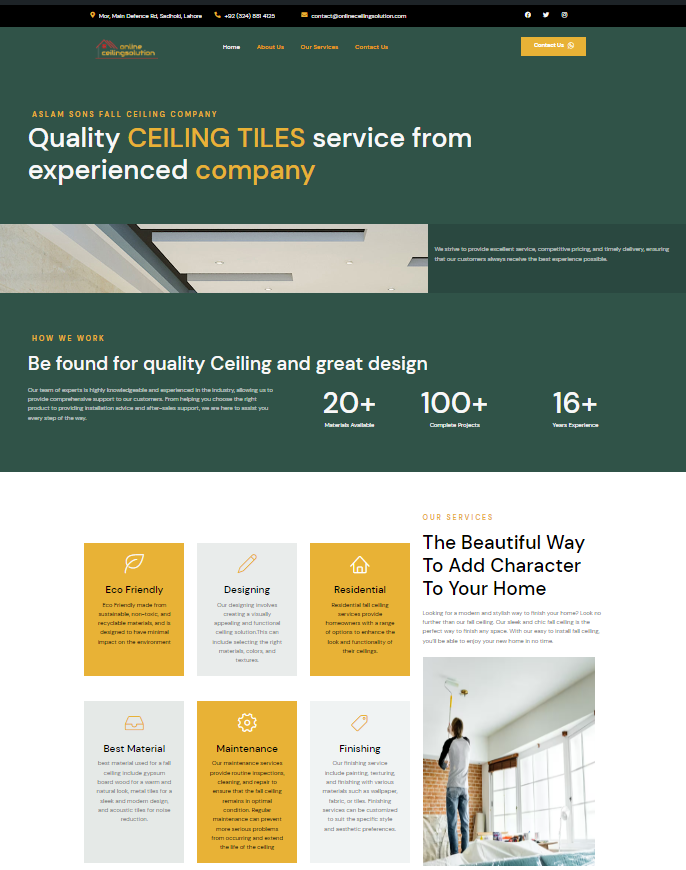 Mor, Main Defence Rd, Sadhoki, Lahore
+92 (324) 881 4125
contact@onlineceilingsolution.com
online
ceilingsolution
Home
About Us
Our Services
Contact Us
Contact Us
ASLAM SONS FALL CEILING COMPANY
Quality CEILING TILES service from
experienced company
We strive to provide excellent service, competitive pricing, and timely delivery, ensuring
that our customers always receive the best experience possible.
HOW WE WORK
Be found for quality Ceiling and great design
Our team of experts is highly knowledgeable and experienced in the industry, allowing us to
provide comprehensive support to our customers. From helping you choose the right
product to providing installation advice and after-sales support, we are here to assist you
every step of the way.
20+
Materials Available
100+
Complete Projects
16+
Years Experience
Eco Friendly
Eco Friendly made from
sustainable, non-toxic, and
recyclable materials, and is
designed to have minimal
impact on the environment
Designing
Our designing involves
creating a visually
appealing and functional
ceiling solution.This can
include selecting the right
materials, colors, and
textures.
Residential
Residential fall ceiling
services provide
homeowners with a range
of options to enhance the
look and functionality of
their ceilings.
Best Material
best material used for a fall
ceiling include gypsum
board wood for a warm and
natural look, metal tiles for a
sleek and modern design,
and acoustic tiles for noise
reduction.
Maintenance
Our maintenance services
provide routine inspections,
cleaning, and repair to
ensure that the fall ceiling
remains in optimal
condition. Regular
maintenance can prevent
more serious problems
from occurring and extend
the life of the ceiling
Finishing
Our finishing service
include painting, texturing,
and finishing with various
materials such as wallpaper,
fabric, or tiles. Finishing
services can be customized
to suit the specific style
and aesthetic preferences.
OUR SERVICES
The Beautiful Way
To Add Character
To Your Home
Looking for a modern and stylish way to finish your home? Look no
further than our fall ceiling. Our sleek and chic fall ceiling is the
perfect way to finish any space. With our easy to install fall ceiling,
you'll be able to enjoy your new home in no time.